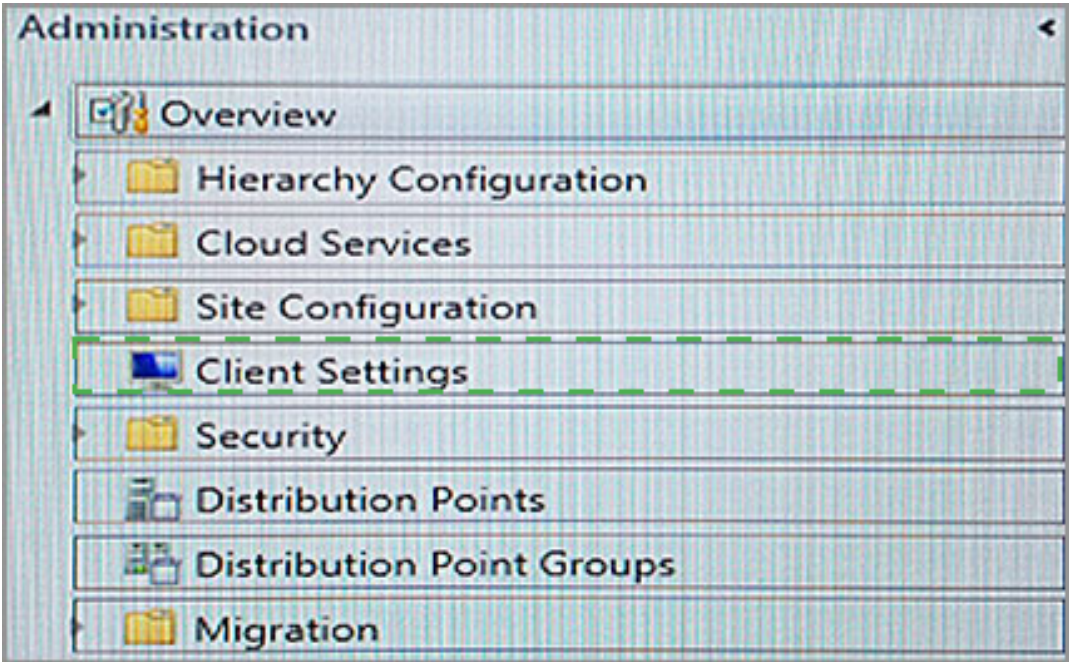 Administration
Overview
Hierarchy Configuration
Cloud Services
Site Configuration
Client Settings
Security
Distribution Points
Distribution Point Groups
Migration